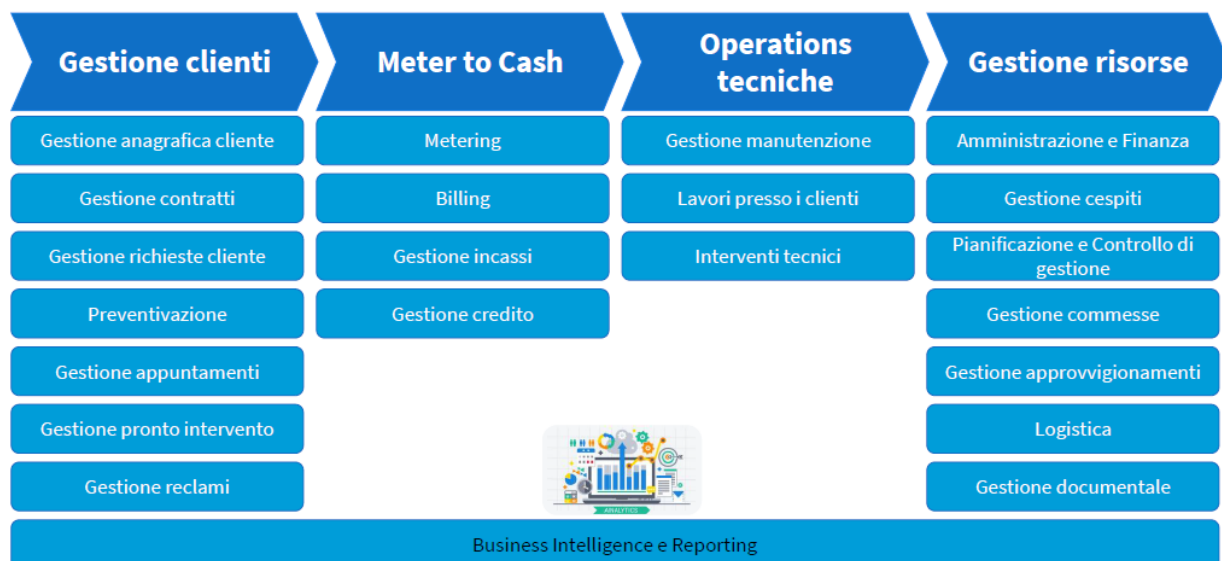 Gestione clienti
Meter to Cash
Operations
tecniche
Gestione risorse
Gestione anagrafica cliente
Gestione contratti
Gestione richieste cliente
Preventivazione
Gestione appuntamenti
Gestione pronto intervento
Gestione reclami
Metering
Billing
Gestione incassi
Gestione credito
Gestione manutenzione
Lavori presso i clienti
Interventi tecnici
Amministrazione e Finanza
Gestione cespiti
Pianificazione e Controllo di
gestione
Gestione commesse
Gestione approvvigionamenti
Logistica
Gestione documentale
ANALYTICS
Business Intelligence e Reporting